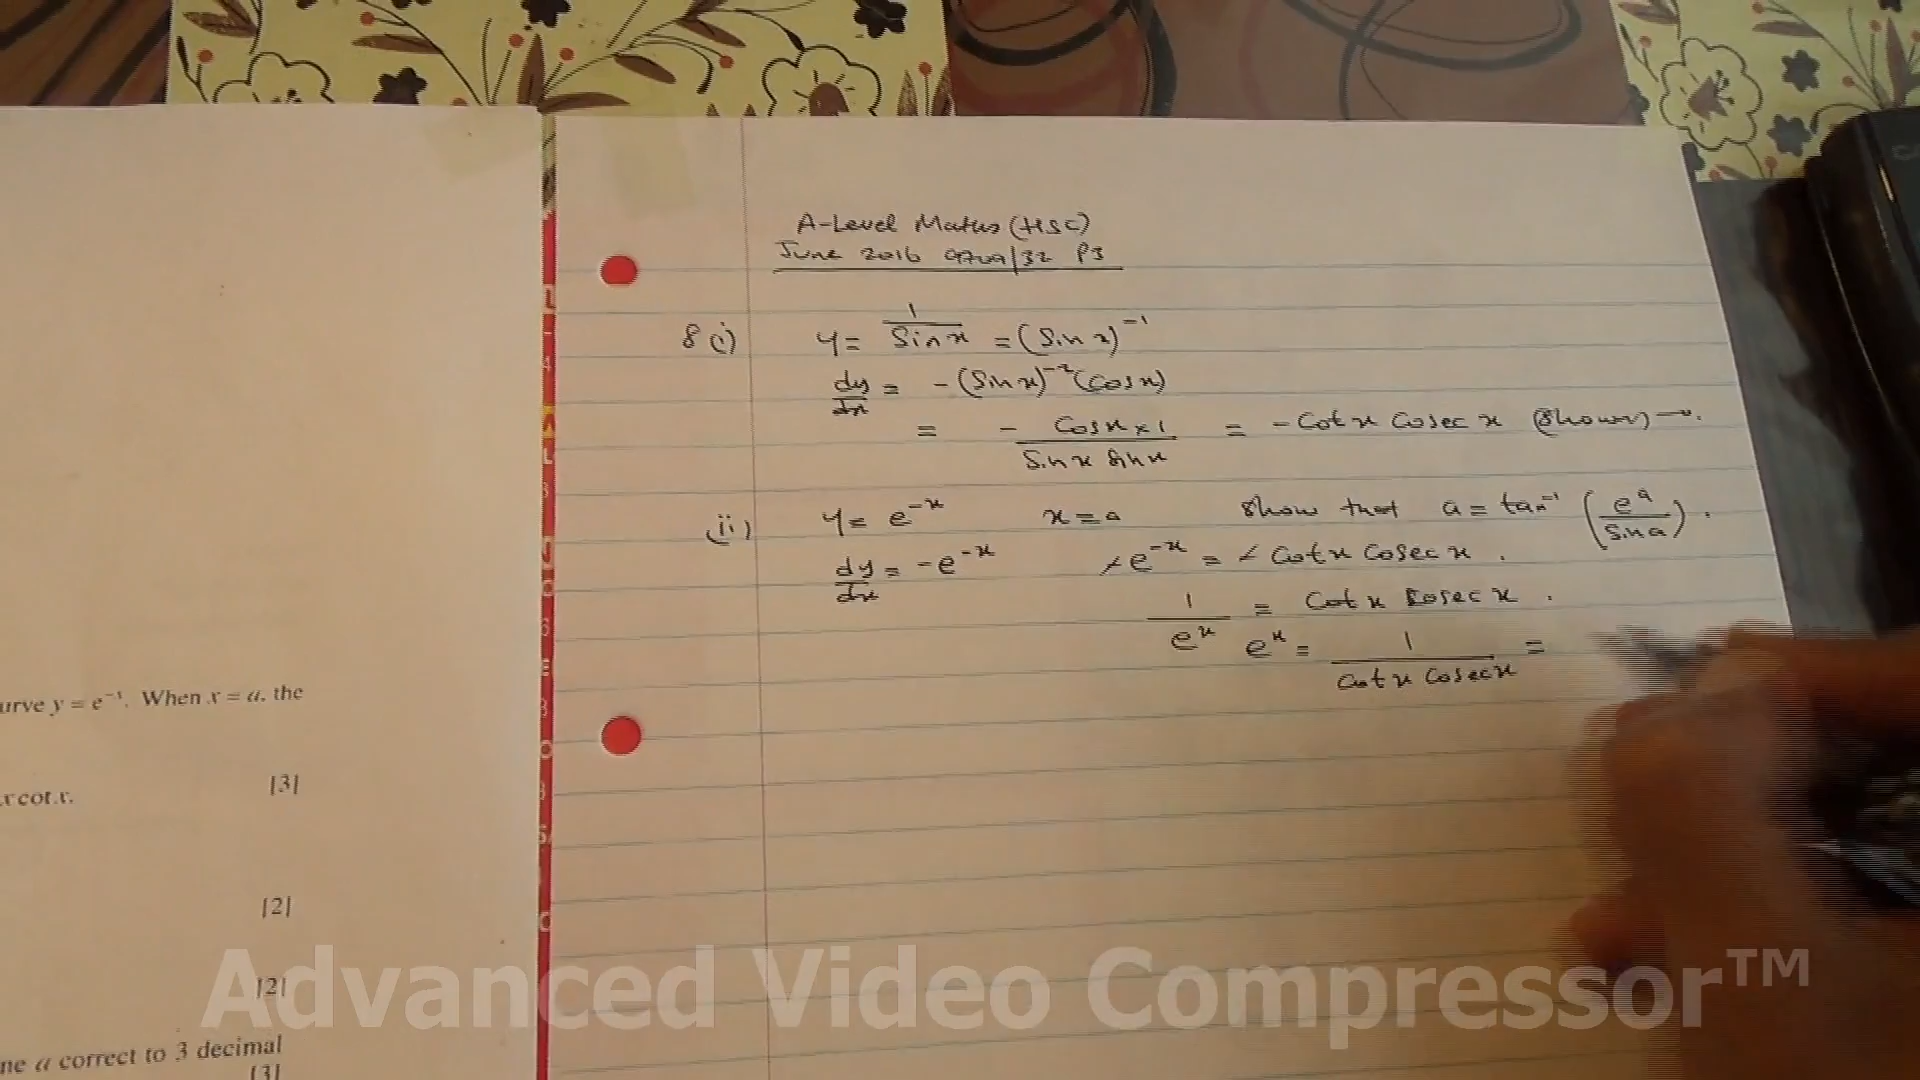 A-Level Maths (HSC)
June 2016 9709/32 P3
8 (i) y = 1/sin x = (sin x)^-1
dy/dx = -(sin x)^-2 (cos x)
= - cos x × 1 / sin x sin x = -cot x cosec x (shown)
(ii) y = e^-x x = a show that a = tan^-1 (e^a / sin a).
dy/dx = -e^-x -e^-x = -cot x cosec x.
1/e^x = cot x cosec x.
e^x = 1 / cot x cosec x =
urve y = e^-x. When x = a, the
[3]
x cot x.
[2]
[2]
ne a correct to 3 decimal
[3]
Advanced Video Compressor™